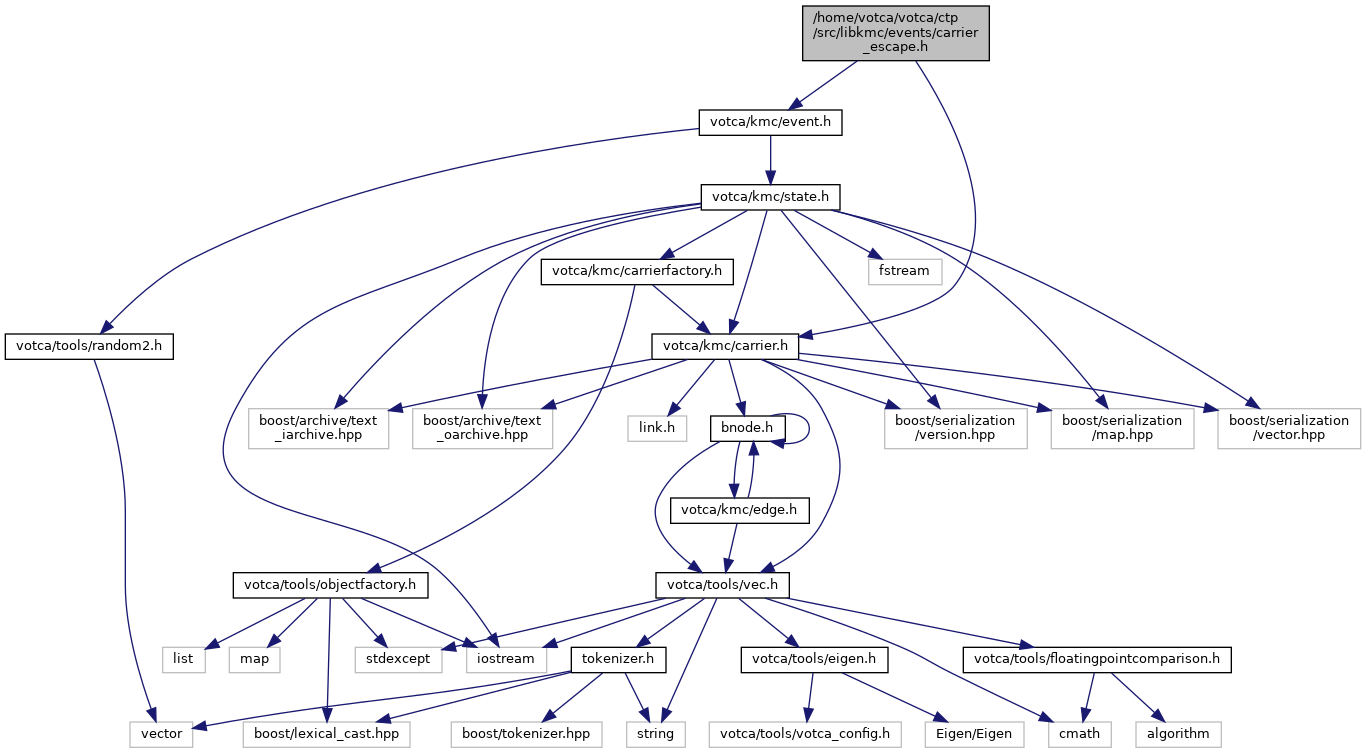 /home/votca/votca/ctp
/src/libkmc/events/carrier
_escape.h
votca/kmc/event.h
votca/kmc/state.h
votca/kmc/carrierfactory.h
fstream
votca/tools/random2.h
votca/kmc/carrier.h
boost/archive/text
_iarchive.hpp
boost/archive/text
_oarchive.hpp
link.h
bnode.h
boost/serialization
/version.hpp
boost/serialization
/map.hpp
boost/serialization
/vector.hpp
votca/kmc/edge.h
votca/tools/objectfactory.h
votca/tools/vec.h
list
map
stdexcept
iostream
tokenizer.h
votca/tools/eigen.h
votca/tools/floatingpointcomparison.h
vector
boost/lexical_cast.hpp
boost/tokenizer.hpp
string
votca/tools/votca_config.h
Eigen/Eigen
cmath
algorithm